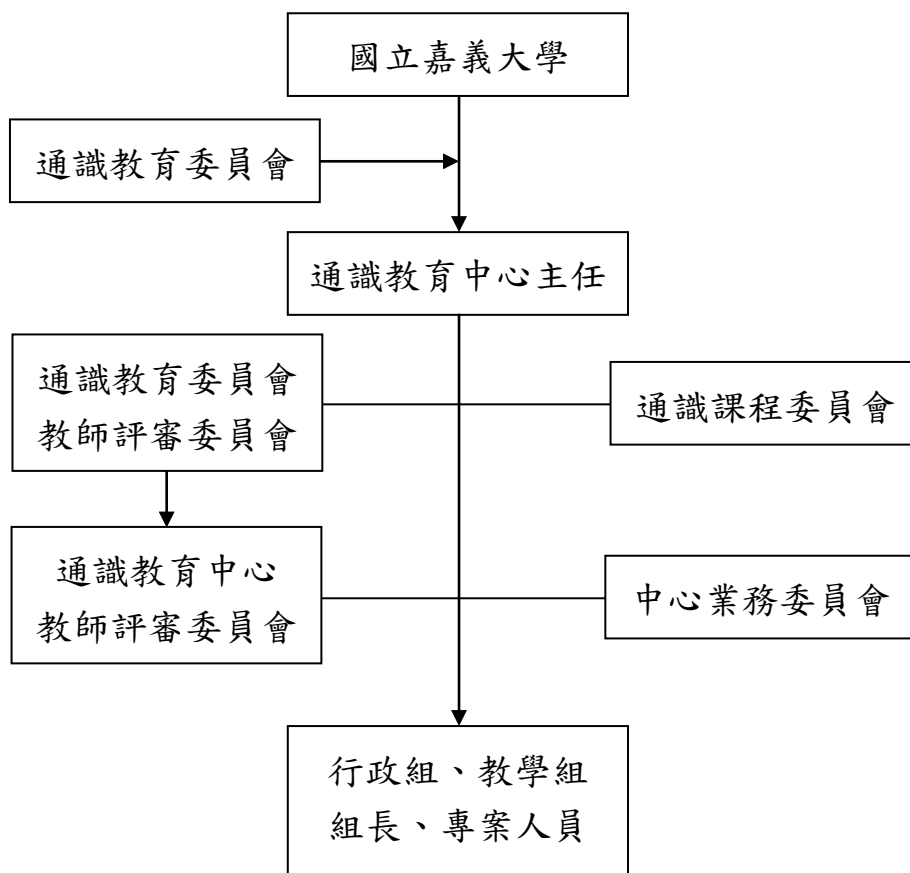 國立嘉義大學
通識教育委員會
通識教育中心主任
通識教育委員會
教師評審委員會
通識課程委員會
通識教育中心
教師評審委員會
中心業務委員會
行政組、教學組
組長、專案人員